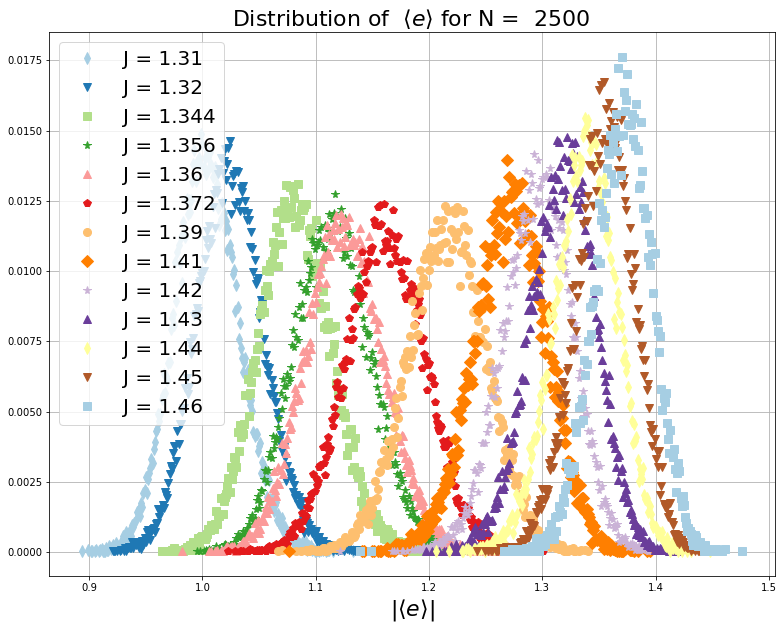 Distribution of ⟨e⟩ for N = 2500
0.0175
0.0150
0.0125
0.0100
0.0075
0.0050
0.0025
0.0000
J = 1.31
J = 1.32
J = 1.344
J = 1.356
J = 1.36
J = 1.372
J = 1.39
J = 1.41
J = 1.42
J = 1.43
J = 1.44
J = 1.45
J = 1.46
0.9 1.0 1.1 1.2 1.3 1.4 1.5
|⟨e⟩|